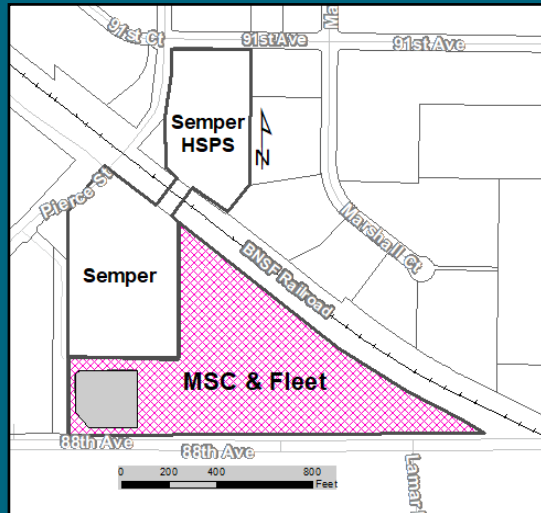 91st Ct
91st Ave
Ma
91st Ave
Semper
HSPS
N
Pierce St
Marshall Ct
BNSF Railroad
Semper
MSC & Fleet
88th Ave
88th Ave
Lamar
0 200 400 800
Feet